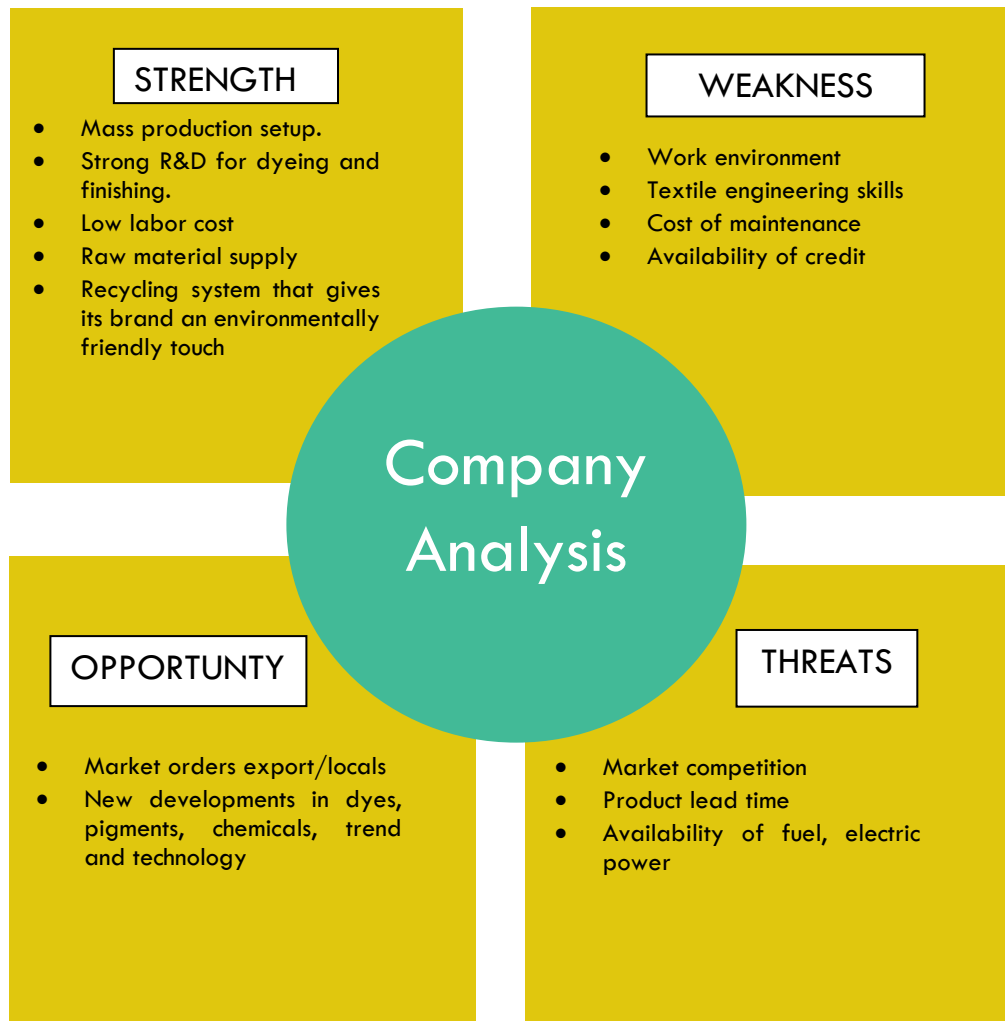 STRENGTH
• Mass production setup.
• Strong R&D for dyeing and
finishing.
• Low labor cost
• Raw material supply
• Recycling system that gives
its brand an environmentally
friendly touch
WEAKNESS
• Work environment
• Textile engineering skills
• Cost of maintenance
• Availability of credit
Company
Analysis
OPPORTUNTY
• Market orders export/locals
• New developments in dyes,
pigments, chemicals, trend
and technology
THREATS
• Market competition
• Product lead time
• Availability of fuel, electric
power